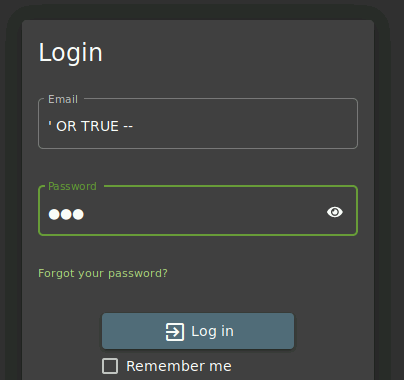 Login
Email
' OR TRUE --
Password
●●●
Forgot your password?
Log in
Remember me